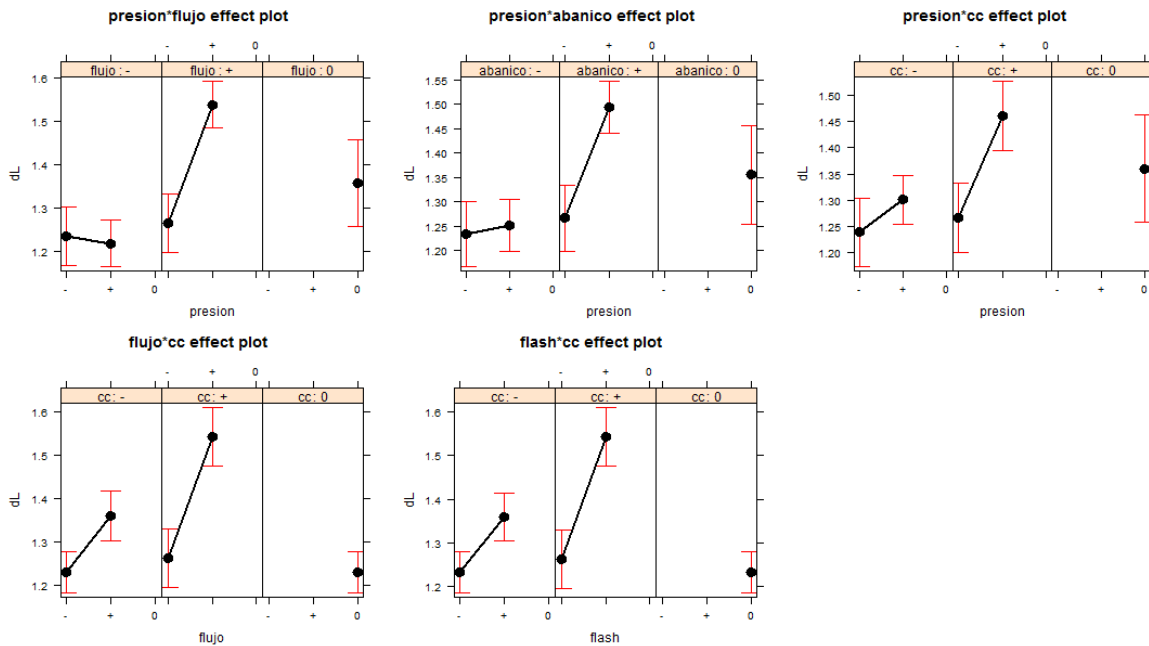 presion*flujo effect plot
- + 0
flujo : - flujo : + flujo : 0
1.6
1.5
1.4
1.3
1.2
dL
- + 0 0
presion
presion*abanico effect plot
- + 0
abanico : - abanico : + abanico : 0
1.55
1.50
1.45
1.40
1.35
1.30
1.25
1.20
dL
- + 0 - + 0
presion
presion*cc effect plot
- + 0
cc : - cc : + cc : 0
1.50
1.45
1.40
1.35
1.30
1.25
1.20
dL
- + 0 - + 0
presion
flujo*cc effect plot
- + 0
cc : - cc : + cc : 0
1.6
1.5
1.4
1.3
1.2
dL
- + 0 - + 0
flujo
flash*cc effect plot
- + 0
cc : - cc : + cc : 0
1.6
1.5
1.4
1.3
1.2
dL
- + 0 - + 0
flash